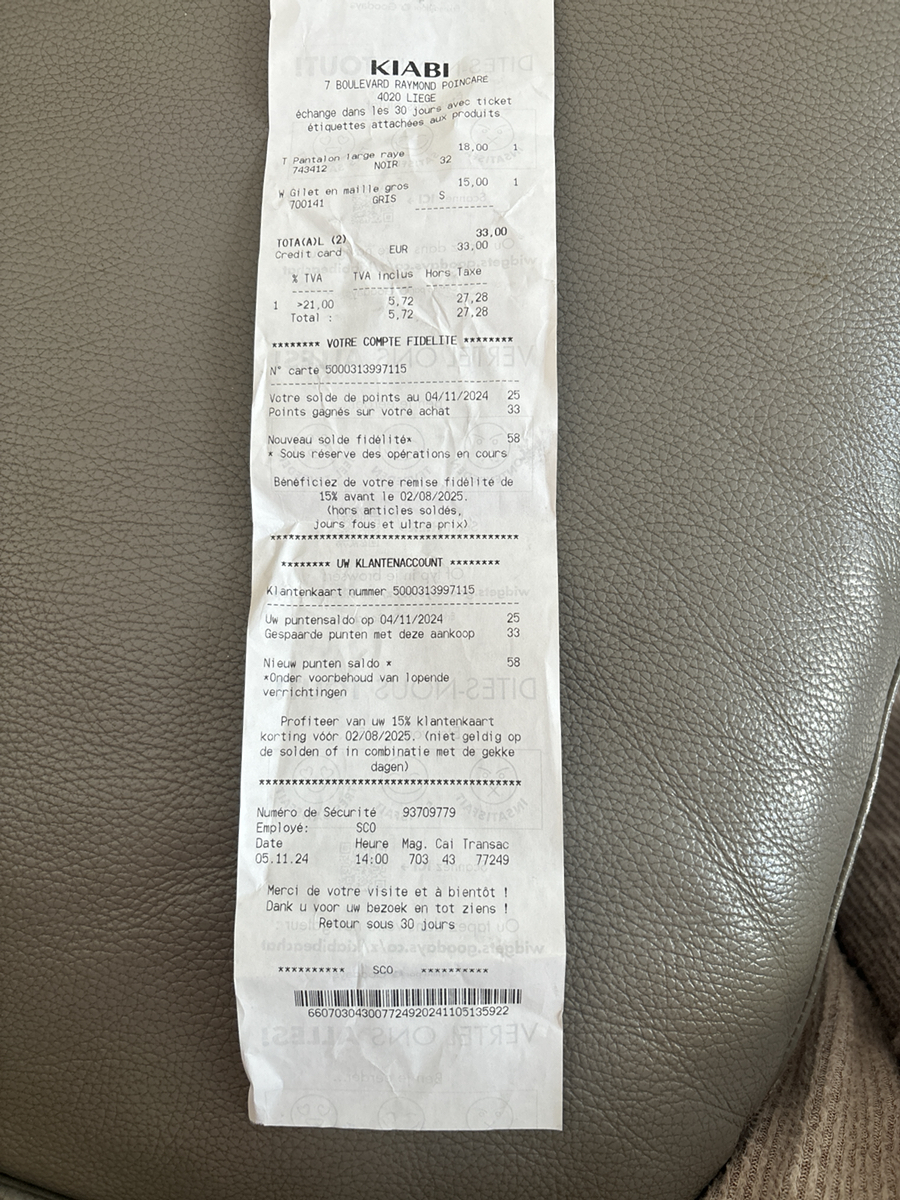 KIABI
7 BOULEVARD RAYMOND POINCARE
4020 LIEGE
échange dans les 30 jours avec ticket
étiquettes attachées aux produits
18,00 1
T Pantalon large raye
743412 NOIR 32
15,00 1
W Gilet en maille gros
700141 GRIS S
33,00
TOTA(A)L (2)
Credit card EUR 33,00
% TVA TVA inclus Hors Taxe
1 >21,00 5,72 27,28
Total : 5,72 27,28
******** VOTRE COMPTE FIDELITE ********
N° carte 5000313997115
Votre solde de points au 04/11/2024 25
Points gagnés sur votre achat 33
Nouveau solde fidélité* 58
* Sous réserve des opérations en cours
Bénéficiez de votre remise fidélité de
15% avant le 02/08/2025.
(hors articles soldés,
jours fous et ultra prix)
***************************************
******** UW KLANTENACCOUNT ********
Klantenkaart nummer 5000313997115
Uw puntensaldo op 04/11/2024 25
Gespaarde punten met deze aankoop 33
Nieuw punten saldo * 58
*Onder voorbehoud van lopende
verrichtingen
Profiteer van uw 15% klantenkaart
korting vóór 02/08/2025. (niet geldig op
de solden of in combinatie met de gekke
dagen)
***************************************
Numéro de Sécurité 93709779
Employé: SCO
Date Heure Mag. Cai Transac
05.11.24 14:00 703 43 77249
Merci de votre visite et à bientôt !
Dank u voor uw bezoek en tot ziens !
Retour sous 30 jours
********** SCO **********
660703043007724920241105135922